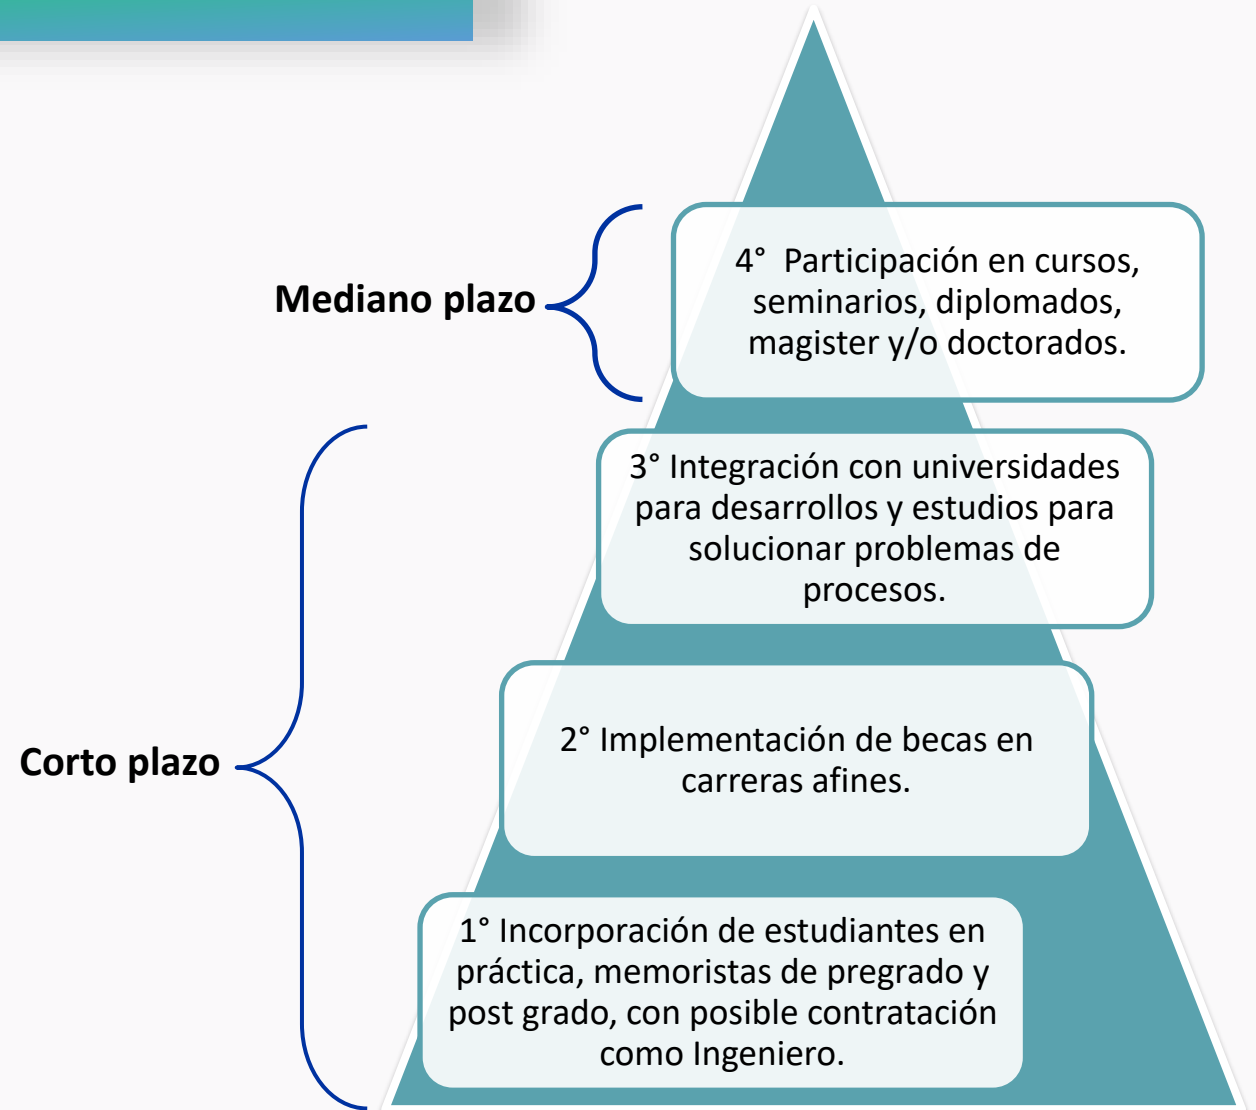 Mediano plazo
4° Participación en cursos,
seminarios, diplomados,
magister y/o doctorados.
3° Integración con universidades
para desarrollos y estudios para
solucionar problemas de
procesos.
Corto plazo
2° Implementación de becas en
carreras afines.
1° Incorporación de estudiantes en
práctica, memoristas de pregrado y
post grado, con posible contratación
como Ingeniero.